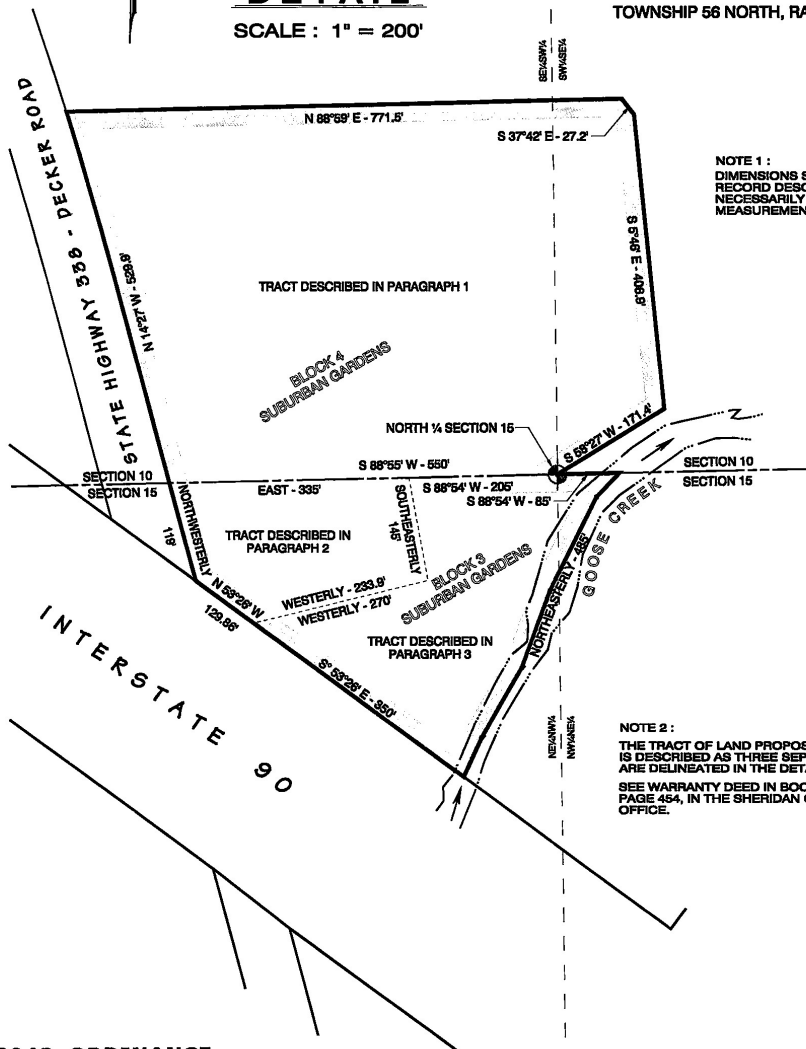 DETAIL
SCALE : 1" = 200'
TOWNSHIP 56 NORTH, RA
SE¼SW¼
SW¼SE¼
N 88°59' E - 771.5'
S 37°42' E - 27.2'
NOTE 1 :
DIMENSIONS S
RECORD DESC
NECESSARILY
MEASUREMEN
STATE HIGHWAY 338 - DECKER ROAD
N 14°27' W - 529.9'
S 5°46' E - 406.9'
TRACT DESCRIBED IN PARAGRAPH 1
BLOCK 4
SUBURBAN GARDENS
NORTH ¼ SECTION 15
S 58°27' W - 171.4'
S 88°55' W - 550'
SECTION 10
SECTION 15
SECTION 10
SECTION 15
EAST - 335'
S 88°54' W - 205'
S 88°54' W - 85'
NORTHWESTERLY
118'
SOUTHEASTERLY
145'
TRACT DESCRIBED IN
PARAGRAPH 2
GOOSE CREEK
BLOCK 3
SUBURBAN GARDENS
NORTHEASTERLY - 485'
WESTERLY - 233.9'
WESTERLY - 270'
N 53°26' W
129.86'
TRACT DESCRIBED IN
PARAGRAPH 3
S° 53°26' E - 350'
INTERSTATE 90
NE¼NW¼
NW¼NE¼
NOTE 2 :
THE TRACT OF LAND PROPOS
IS DESCRIBED AS THREE SEP
ARE DELINEATED IN THE DET
SEE WARRANTY DEED IN BOO
PAGE 454, IN THE SHERIDAN
OFFICE.
ORDINANCE